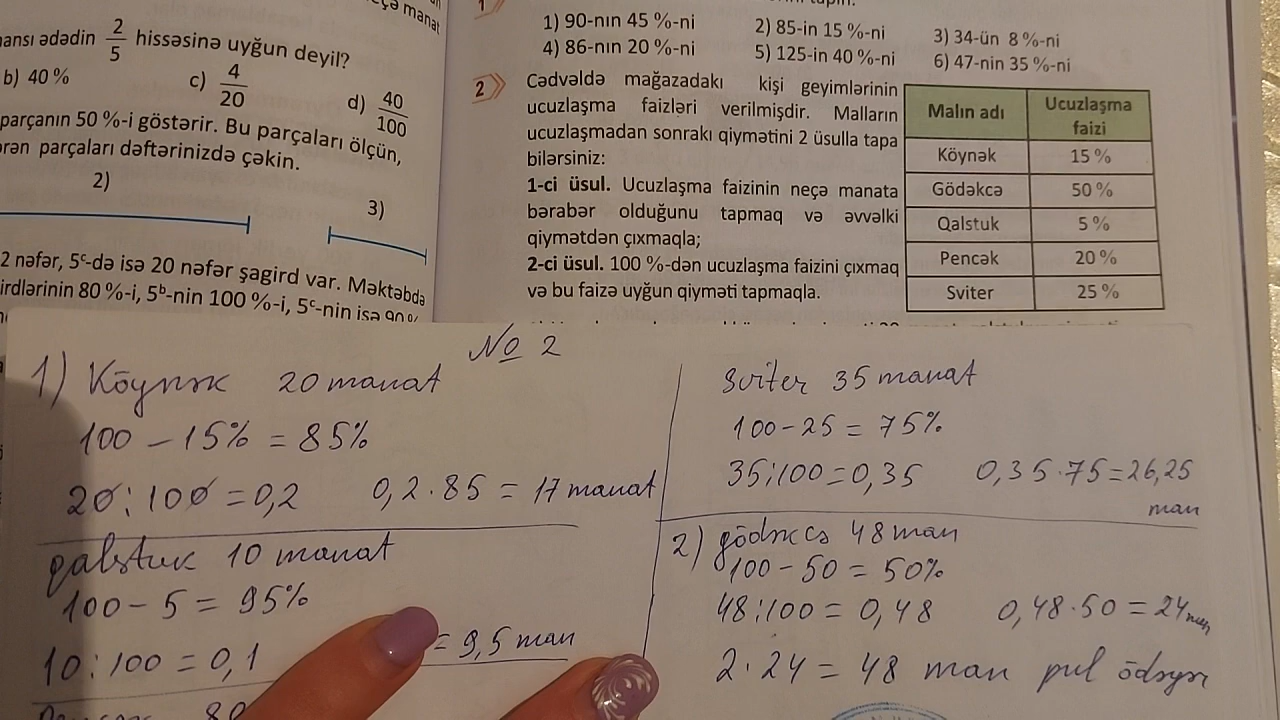 çə manat
ansı ədədin 2/5 hissəsinə uyğun deyil?
b) 40 %
c) 4/20
d) 40/100
parçanın 50 %-i göstərir. Bu parçaları ölçün,
parçaları dəftərinizdə çəkin.
2)
3)
2 nəfər, 5ᶜ-də isə 20 nəfər şagird var. Məktəbdə
irdlərinin 80 %-i, 5ᵇ-nin 100 %-i, 5ᶜ-nin isə 90 %
1
1) 90-nın 45 %-ni
2) 85-in 15 %-ni
3) 34-ün 8 %-ni
4) 86-nın 20 %-ni
5) 125-in 40 %-ni
6) 47-nin 35 %-ni
2
Cədvəldə mağazadakı kişi geyimlərinin
ucuzlaşma faizləri verilmişdir. Malların
ucuzlaşmadan sonrakı qiymətini 2 üsulla tapa
bilərsiniz:
1-ci üsul. Ucuzlaşma faizinin neçə manata
bərabər olduğunu tapmaq və əvvəlki
qiymətdən çıxmaqla;
2-ci üsul. 100 %-dən ucuzlaşma faizini çıxmaq
və bu faizə uyğun qiyməti tapmaqla.
Malın adı Ucuzlaşma
faizi
Köynək 15 %
Gödəkcə 50 %
Qalstuk 5 %
Pencək 20 %
Sviter 25 %
№ 2
1) Köynək 20 manat
100 – 15% = 85%
20 : 100 = 0,2 0,2 · 85 = 17 manat
qalstuk 10 manat
100 – 5 = 95%
10 : 100 = 0,1 = 9,5 man
80
Sviter 35 manat
100 - 25 = 75%
35:100 = 0,35 0,35 · 75 = 26,25
man
2) gödəkcə 48 man
100 - 50 = 50%
48:100 = 0,48 0,48 · 50 = 24 man
2 · 24 = 48 man pul ödəyər